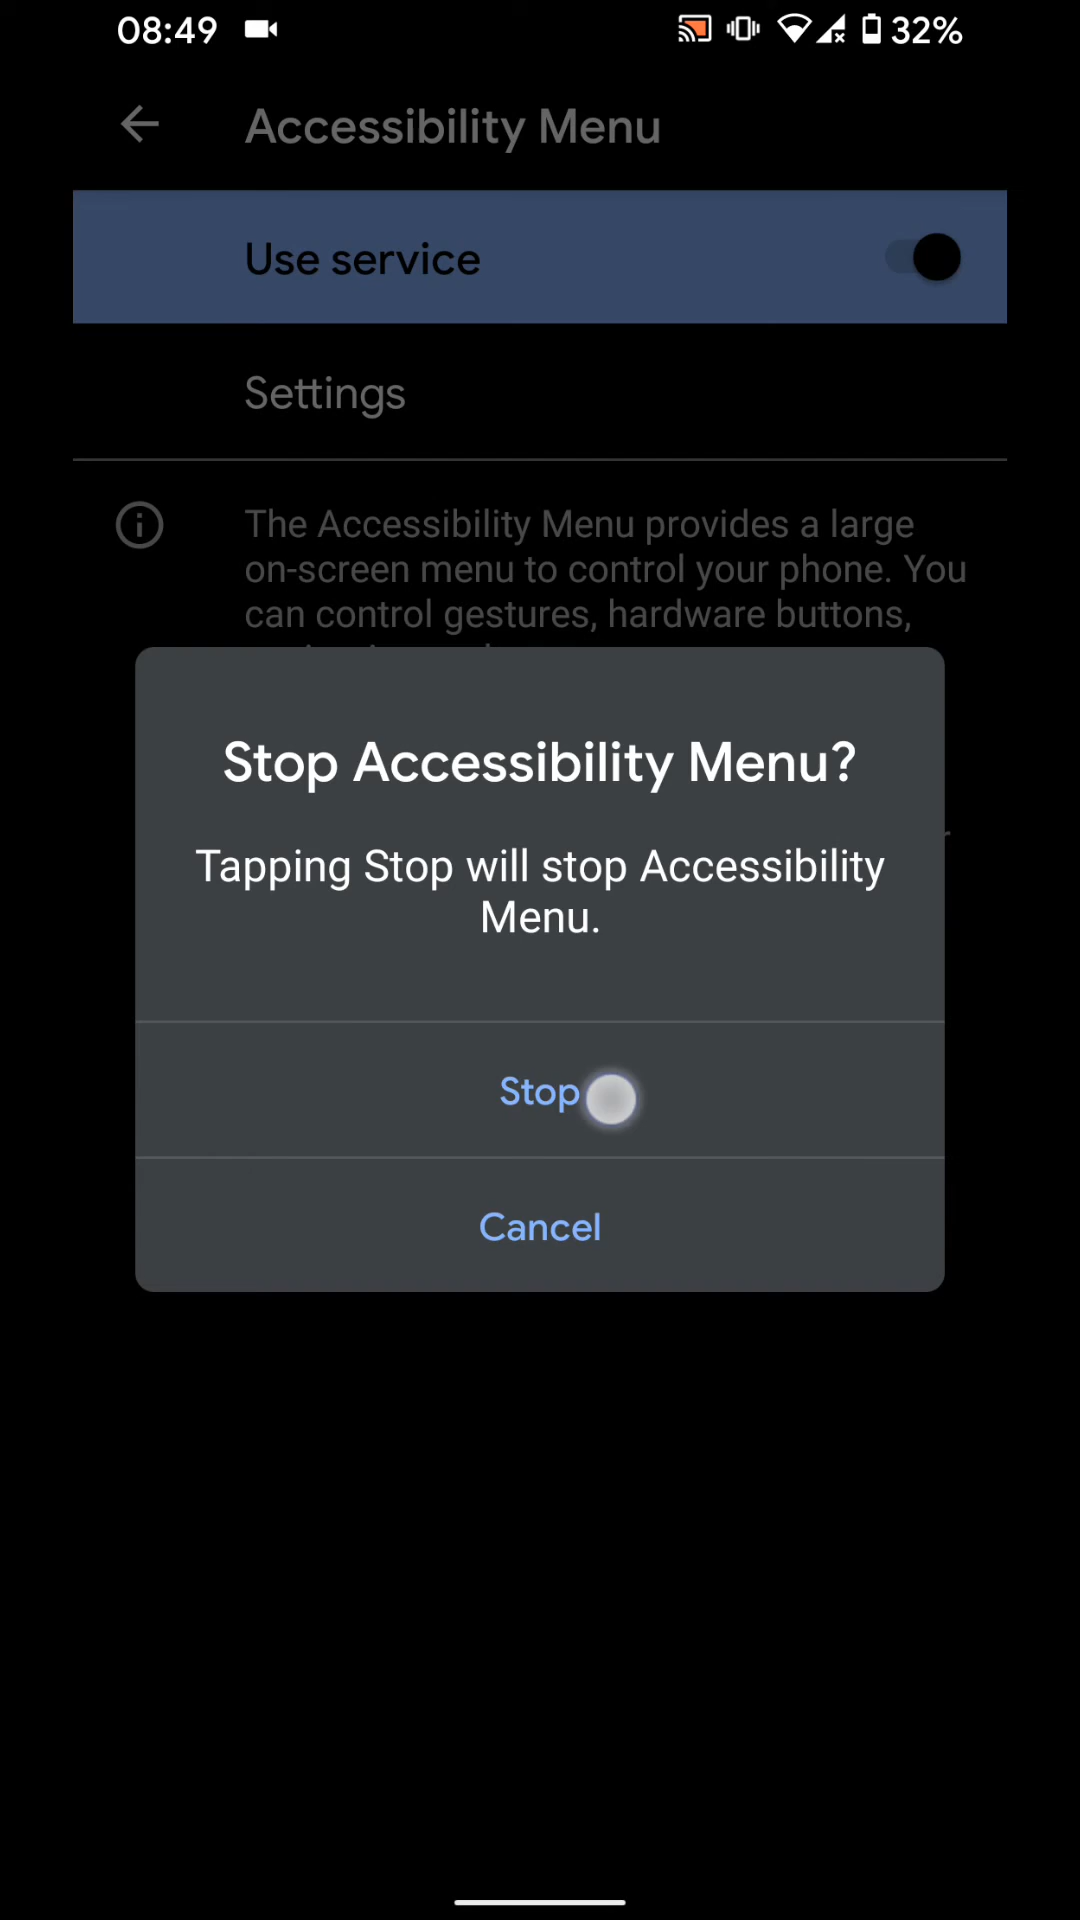 08:49
32%
Accessibility Menu
Use service
Settings
The Accessibility Menu provides a large
on-screen menu to control your phone. You
can control gestures, hardware buttons,
Stop Accessibility Menu?
Tapping Stop will stop Accessibility
Menu.
Stop
Cancel